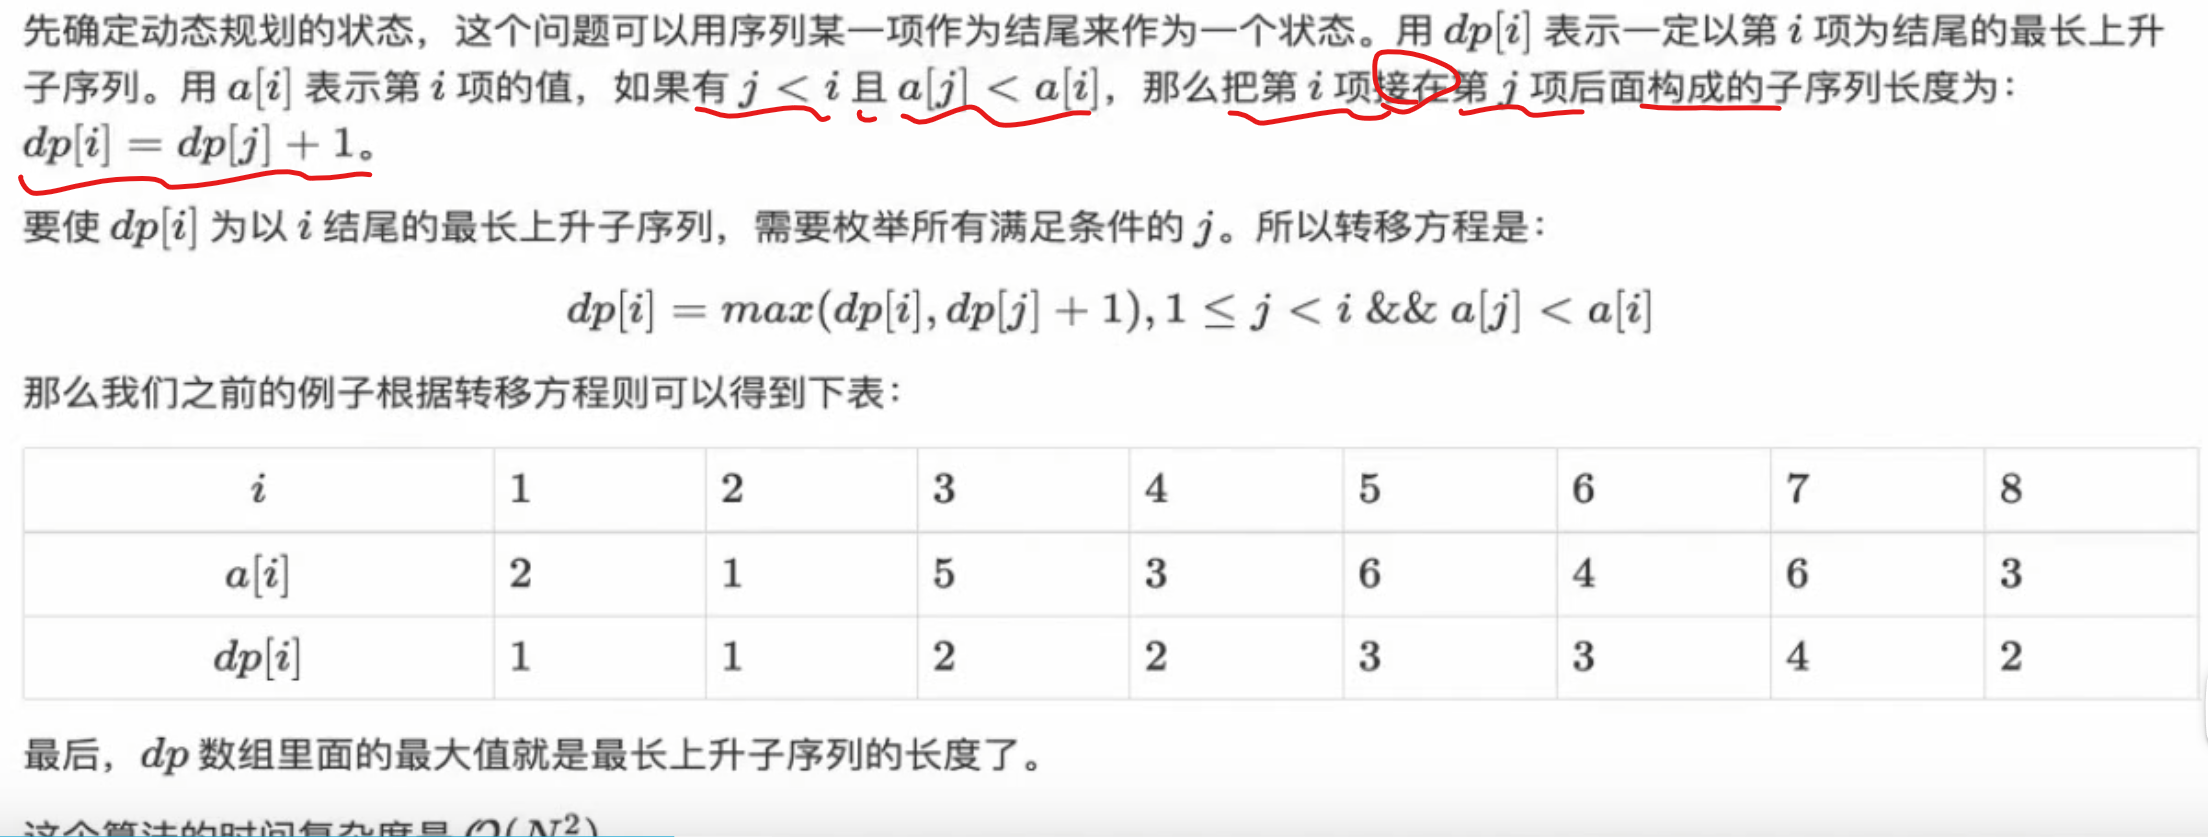 先确定动态规划的状态，这个问题可以用序列某一项作为结尾来作为一个状态。用 dp[i] 表示一定以第 i 项为结尾的最长上升
子序列。用 a[i] 表示第 i 项的值，如果有 j < i 且 a[j] < a[i]，那么把第 i 项接在第 j 项后面构成的子序列长度为：
dp[i] = dp[j] + 1。
要使 dp[i] 为以 i 结尾的最长上升子序列，需要枚举所有满足条件的 j。所以转移方程是：
dp[i] = max(dp[i], dp[j] + 1), 1 ≤ j < i && a[j] < a[i]
那么我们之前的例子根据转移方程则可以得到下表：
i 1 2 3 4 5 6 7 8
a[i] 2 1 5 3 6 4 6 3
dp[i] 1 1 2 2 3 3 4 2
最后，dp 数组里面的最大值就是最长上升子序列的长度了。
这个算法的时间复杂度是 O(N²)